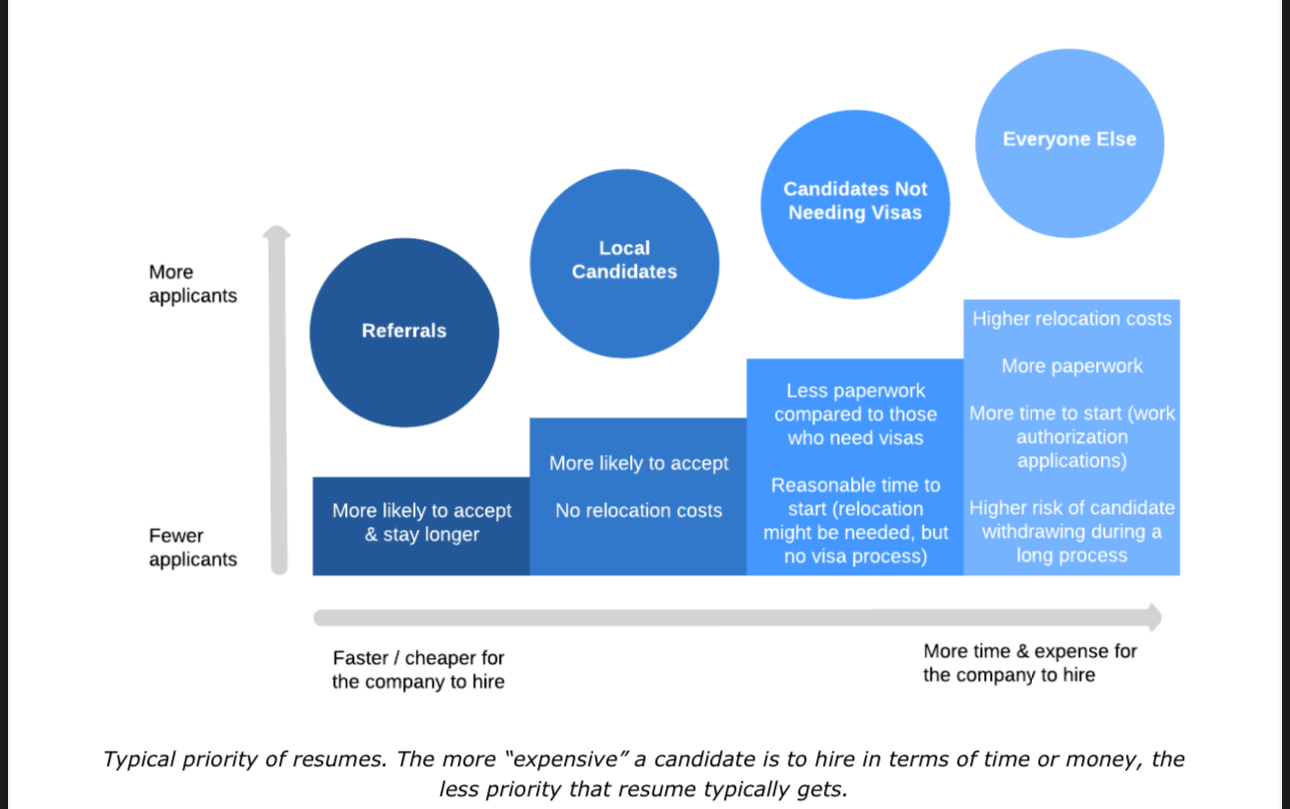 Everyone Else
Candidates Not
Needing Visas
Local
Candidates
More
applicants
Referrals
Higher relocation costs
More paperwork
More time to start (work
authorization
applications)
Higher risk of candidate
withdrawing during a
long process
Less paperwork
compared to those
who need visas
Reasonable time to
start (relocation
might be needed, but
no visa process)
More likely to accept
No relocation costs
More likely to accept
& stay longer
Fewer
applicants
Faster / cheaper for
the company to hire
More time & expense for
the company to hire
Typical priority of resumes. The more “expensive” a candidate is to hire in terms of time or money, the
less priority that resume typically gets.